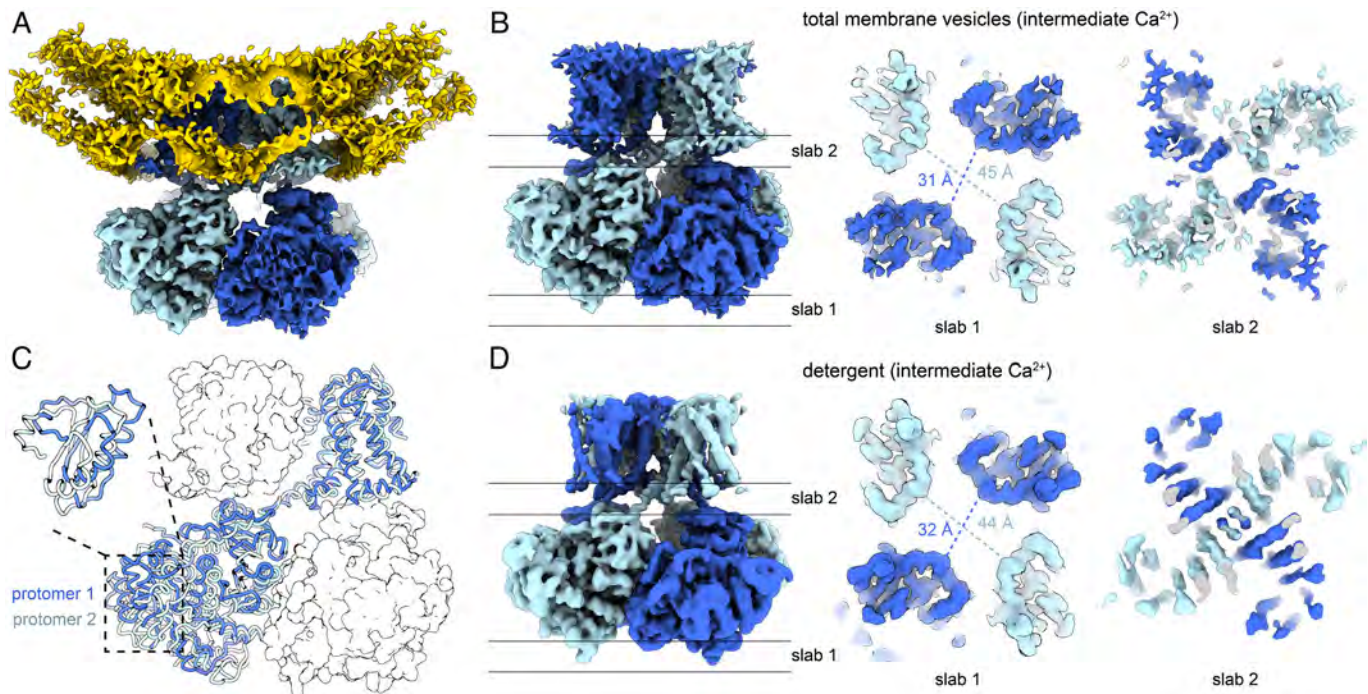 A
B
total membrane vesicles (intermediate Ca²⁺)
slab 2
31 Å
45 Å
slab 1
slab 1
slab 2
C
protomer 1
protomer 2
D
detergent (intermediate Ca²⁺)
slab 2
32 Å
44 Å
slab 1
slab 1
slab 2